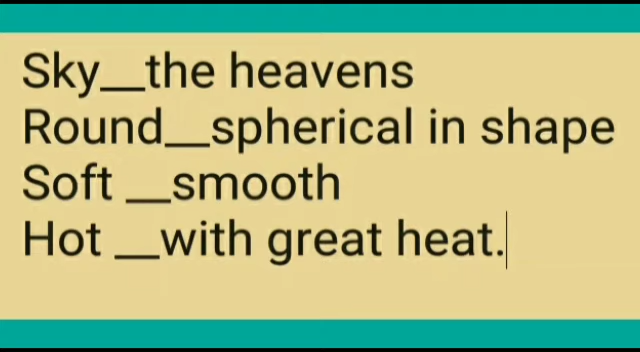 Sky__the heavens
Round__spherical in shape
Soft __smooth
Hot __with great heat.